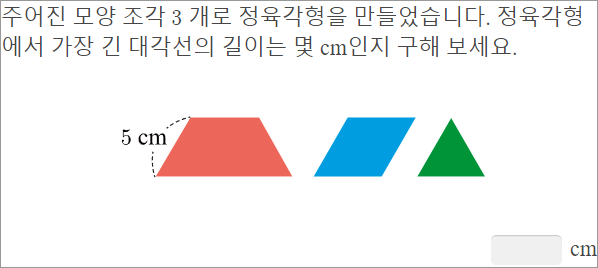 주어진 모양 조각 3 개로 정육각형을 만들었습니다. 정육각형
에서 가장 긴 대각선의 길이는 몇 cm인지 구해 보세요.
5 cm
cm